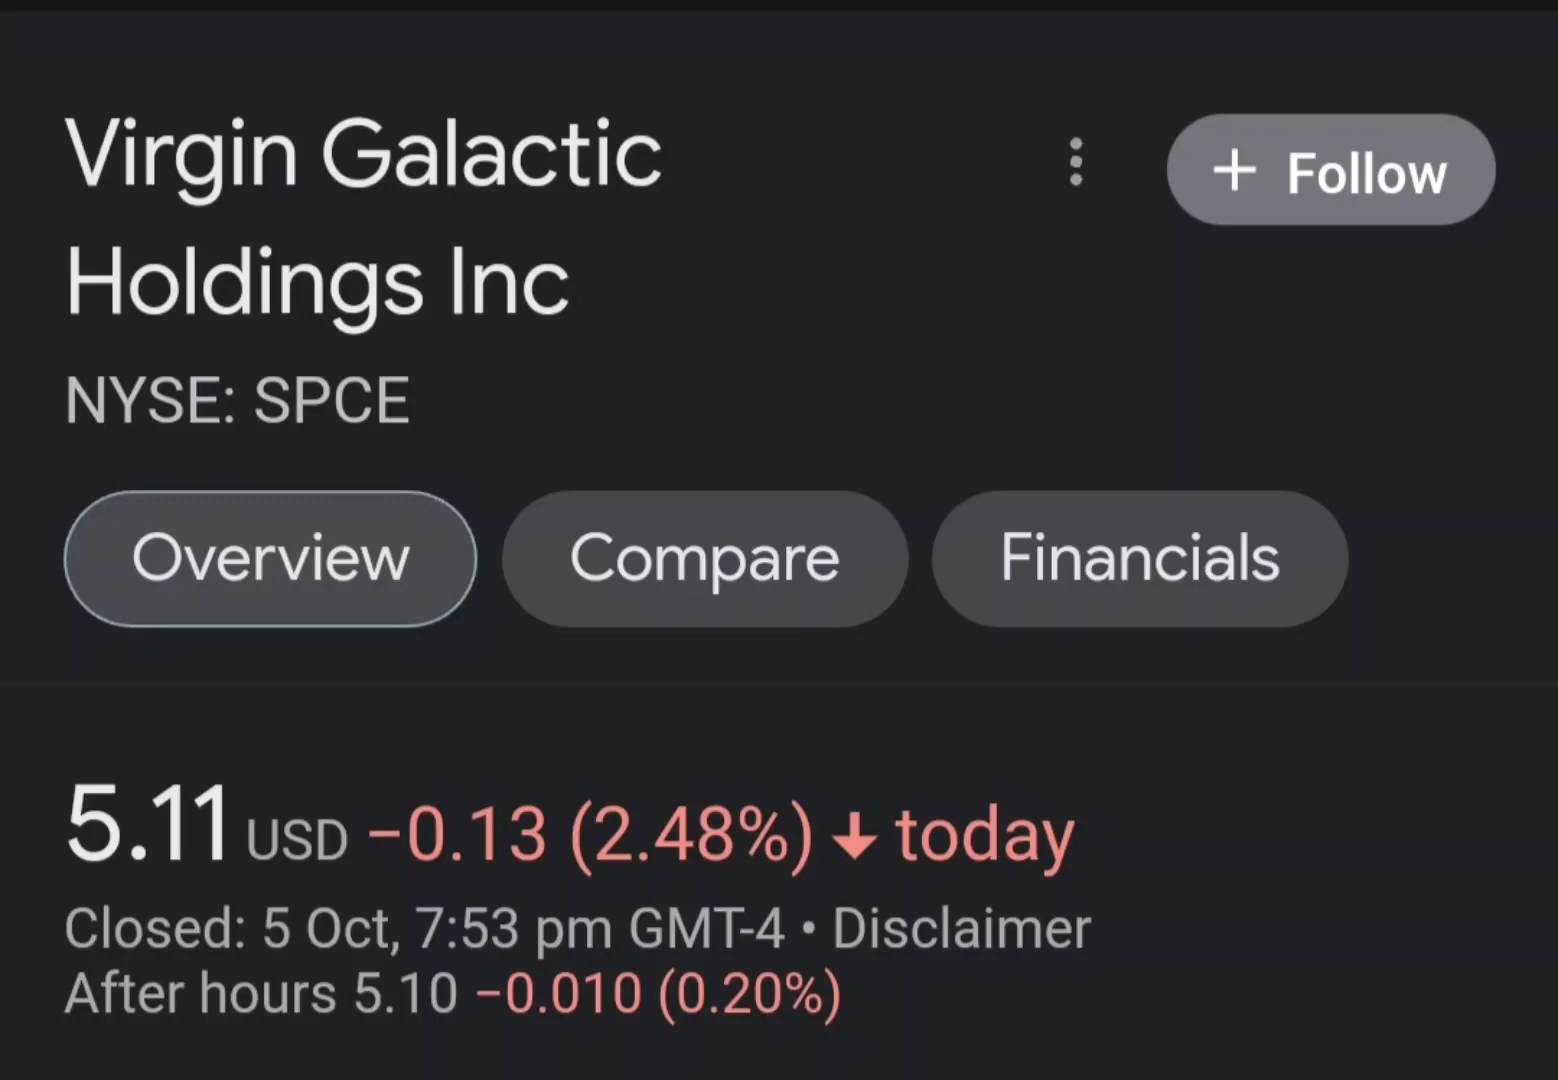 Virgin Galactic
Holdings Inc
+ Follow
NYSE: SPCE
Overview Compare Financials
5.11 USD −0.13 (2.48%) ↓ today
Closed: 5 Oct, 7:53 pm GMT-4 • Disclaimer
After hours 5.10 −0.010 (0.20%)